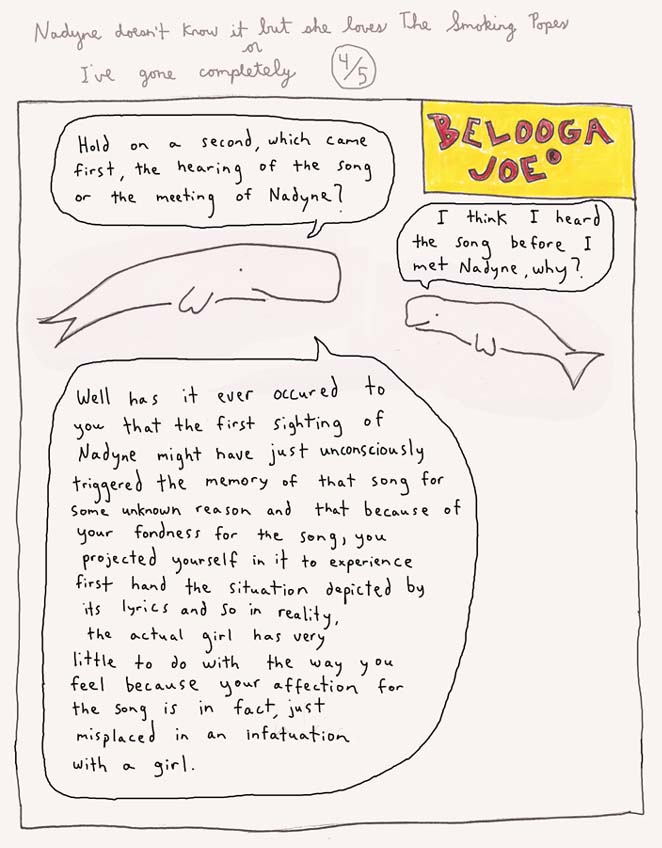 Nadyne doesn't know it but she loves The Smoking Popes
or
I've gone completely 4/5
BELOOGA
JOE®
Hold on a second, which came
first, the hearing of the song
or the meeting of Nadyne?
I think I heard
the song before I
met Nadyne, why?
Well has it ever occured to
you that the first sighting of
Nadyne might have just unconsciously
triggered the memory of that song for
some unknown reason and that because of
your fondness for the song, you
projected yourself in it to experience
first hand the situation depicted by
its lyrics and so in reality,
the actual girl has very
little to do with the way you
feel because your affection for
the song is in fact, just
misplaced in an infatuation
with a girl.